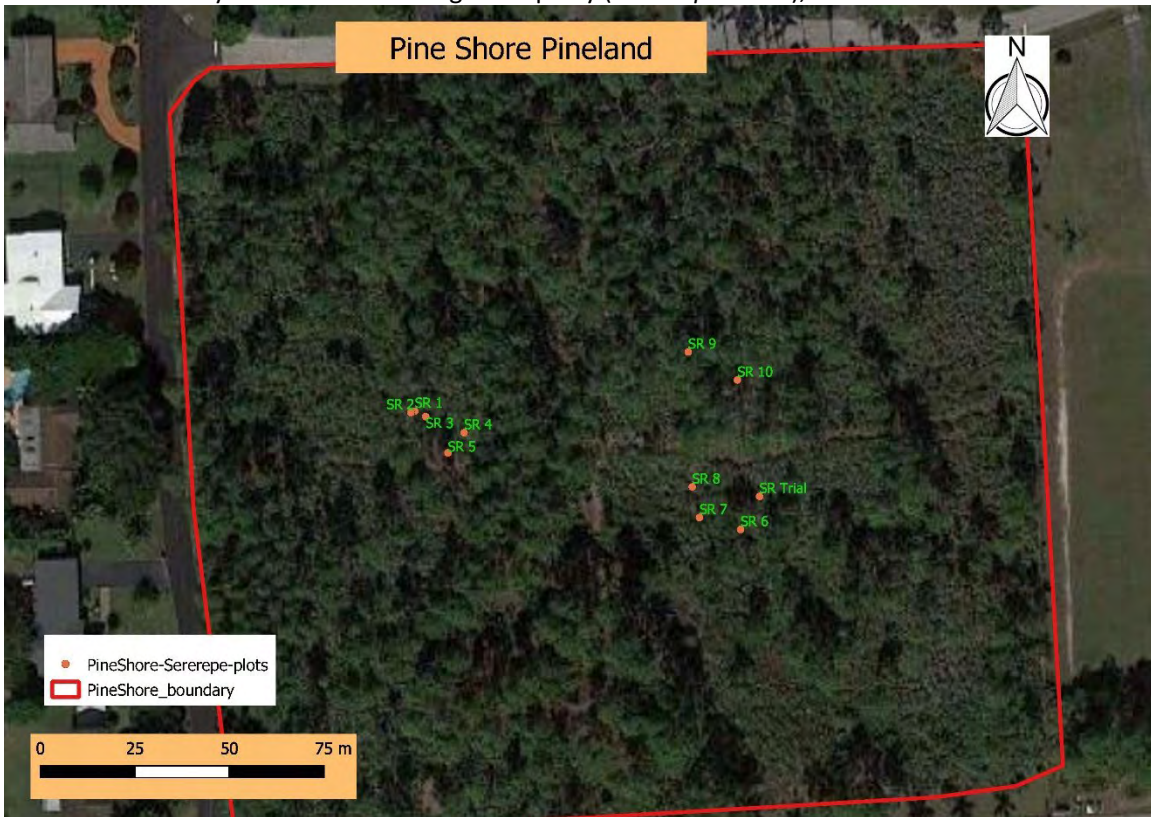 Pine Shore Pineland
N
SR 9
SR 10
SR 2 SR 1
SR 3
SR 4
SR 5
SR 8
SR Trial
SR 7
SR 6
PineShore-Sererepe-plots
PineShore_boundary
0 25 50 75 m